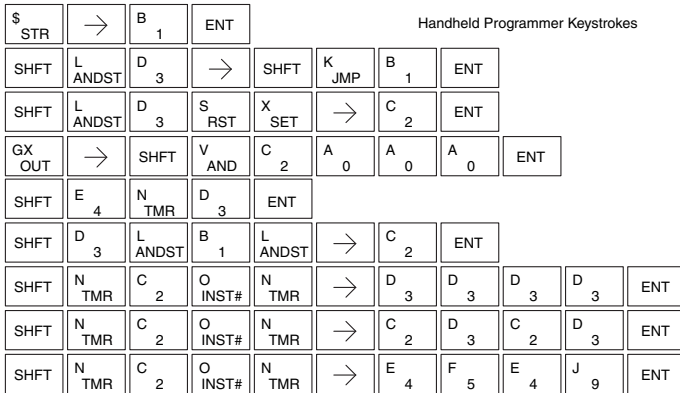 Handheld Programmer Keystrokes
$ STR → B 1 ENT
SHFT L ANDST D 3 → SHFT K JMP B 1 ENT
SHFT L ANDST D 3 S RST X SET → C 2 ENT
GX OUT → SHFT V AND C 2 A 0 A 0 A 0 ENT
SHFT E 4 N TMR D 3 ENT
SHFT D 3 L ANDST B 1 L ANDST → C 2 ENT
SHFT N TMR C 2 O INST# N TMR → D 3 D 3 D 3 D 3 ENT
SHFT N TMR C 2 O INST# N TMR → C 2 D 3 C 2 D 3 ENT
SHFT N TMR C 2 O INST# N TMR → E 4 F 5 E 4 J 9 ENT